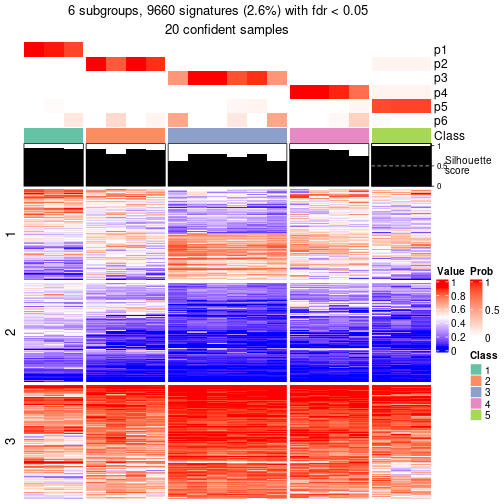 6 subgroups, 9660 signatures (2.6%) with fdr < 0.05
20 confident samples
p1
p2
p3
p4
p5
p6
Class
1
0.5
0
Silhouette
score
1
2
3
Value
1
0.8
0.6
0.4
0.2
0
Prob
1
0.5
0
Class
1
2
3
4
5